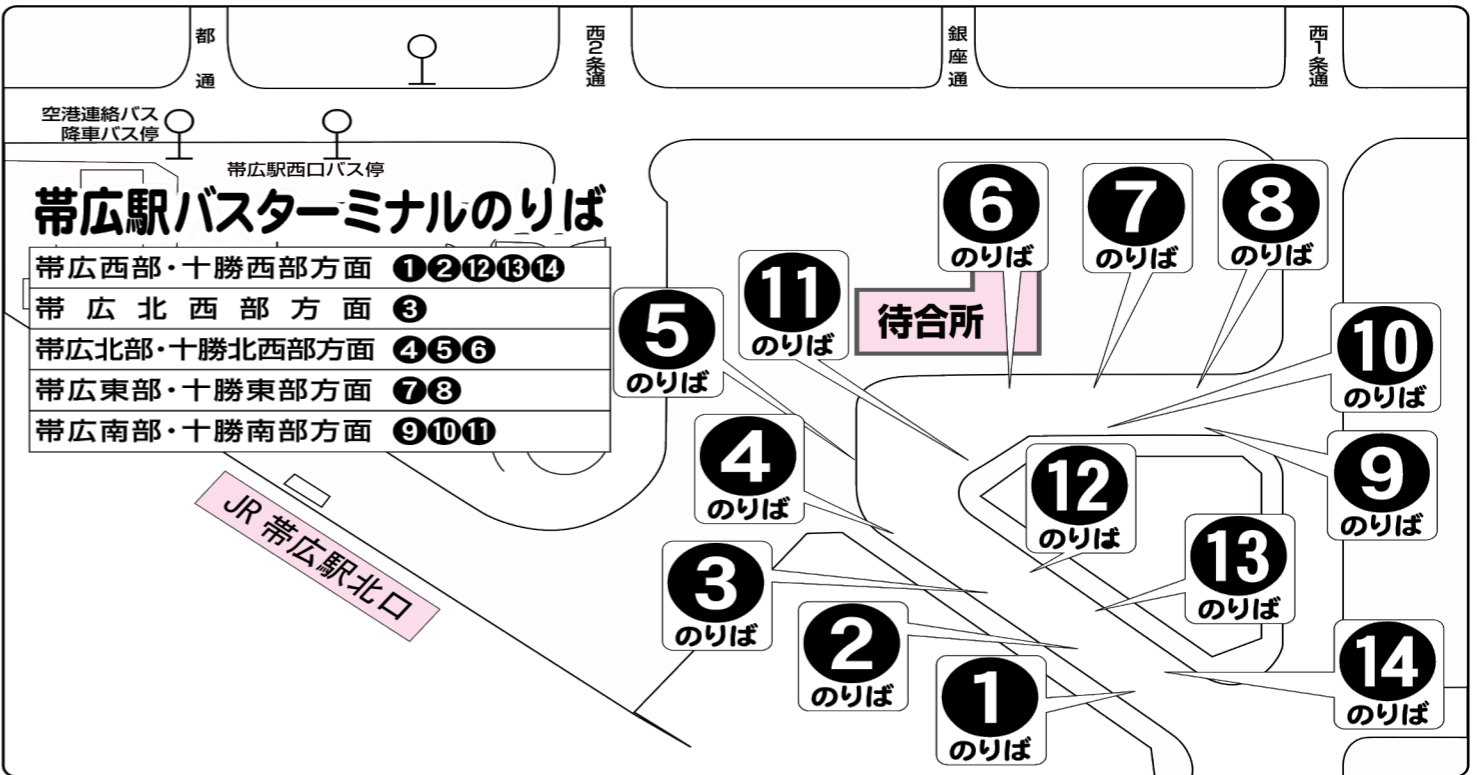 都通
西2条通
銀座通
西1条通
空港連絡バス
降車バス停
帯広駅西口バス停
帯広駅バスターミナルのりば
帯広西部・十勝西部方面 ❶❷⓬⓭⓮
帯広北西部方面 ❸
帯広北部・十勝北西部方面 ❹❺❻
帯広東部・十勝東部方面 ❼❽
帯広南部・十勝南部方面 ❾❿⓫
JR 帯広駅北口
待合所
6
のりば
7
のりば
8
のりば
11
のりば
5
のりば
10
のりば
4
のりば
12
のりば
9
のりば
3
のりば
13
のりば
2
のりば
1
のりば
14
のりば